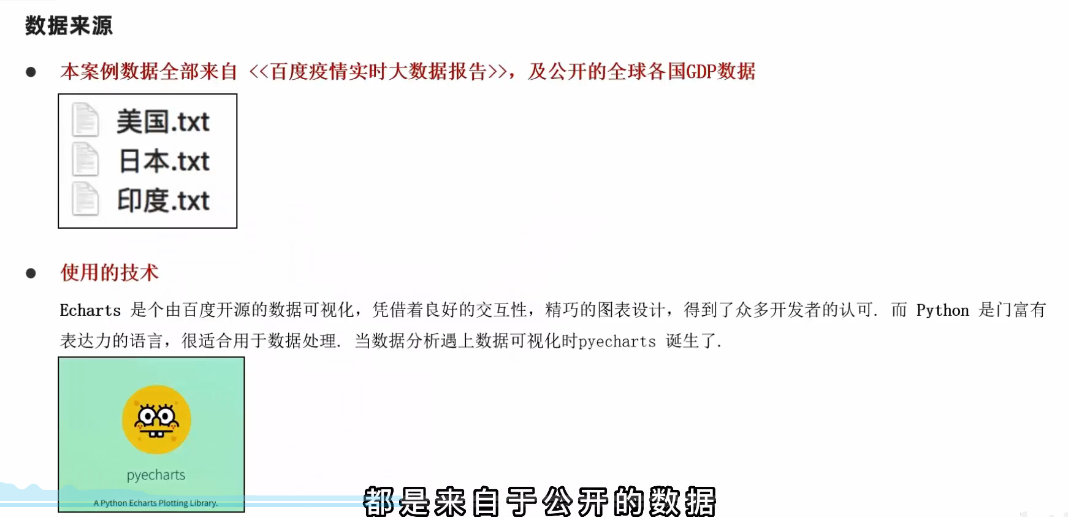 数据来源
● 本案例数据全部来自 <<百度疫情实时大数据报告>>，及公开的全球各国GDP数据
美国.txt
日本.txt
印度.txt
● 使用的技术
Echarts 是个由百度开源的数据可视化，凭借着良好的交互性，精巧的图表设计，得到了众多开发者的认可. 而 Python 是门富有
表达力的语言，很适合用于数据处理. 当数据分析遇上数据可视化时pyecharts 诞生了.
pyecharts
A Python Echarts Plotting Library.
都是来自于公开的数据